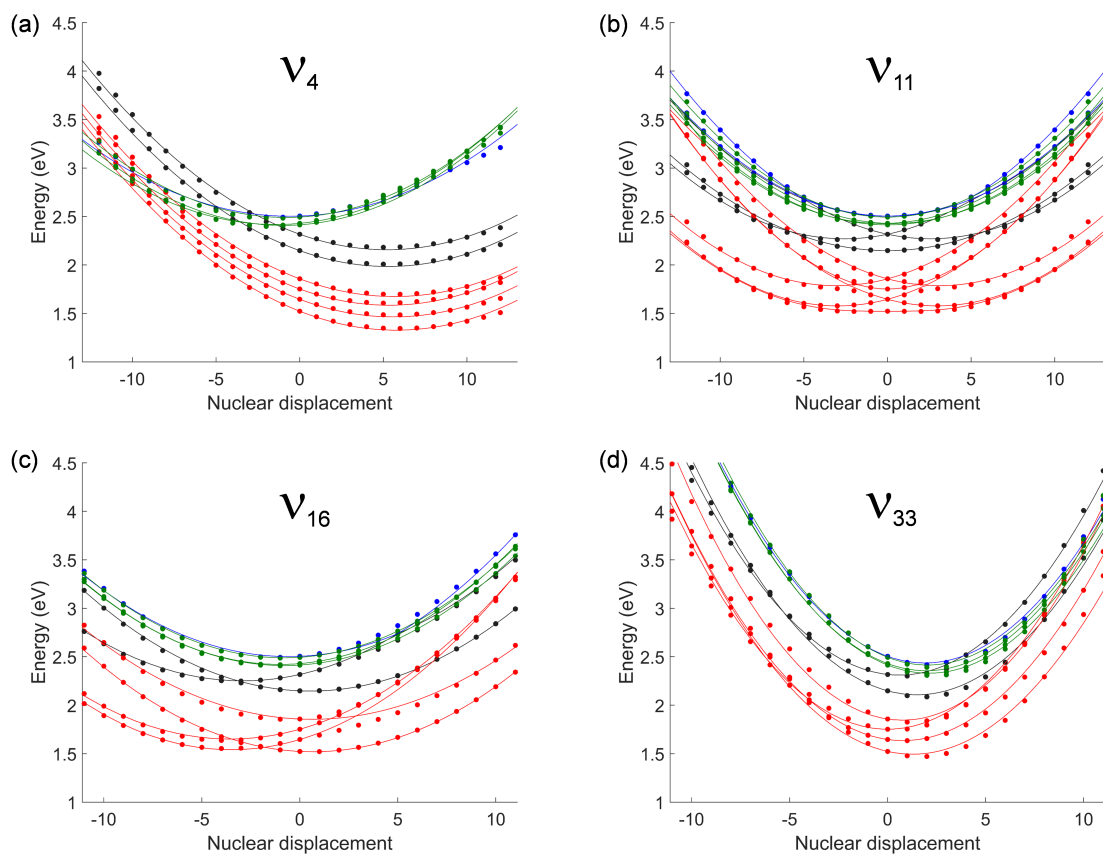 (a)
ν4
4.5
4
3.5
3
2.5
2
1.5
1
Energy (eV)
-10 -5 0 5 10
Nuclear displacement
(b)
ν11
4.5
4
3.5
3
2.5
2
1.5
1
Energy (eV)
-10 -5 0 5 10
Nuclear displacement
(c)
ν16
4.5
4
3.5
3
2.5
2
1.5
1
Energy (eV)
-10 -5 0 5 10
Nuclear displacement
(d)
ν33
4.5
4
3.5
3
2.5
2
1.5
1
Energy (eV)
-10 -5 0 5 10
Nuclear displacement